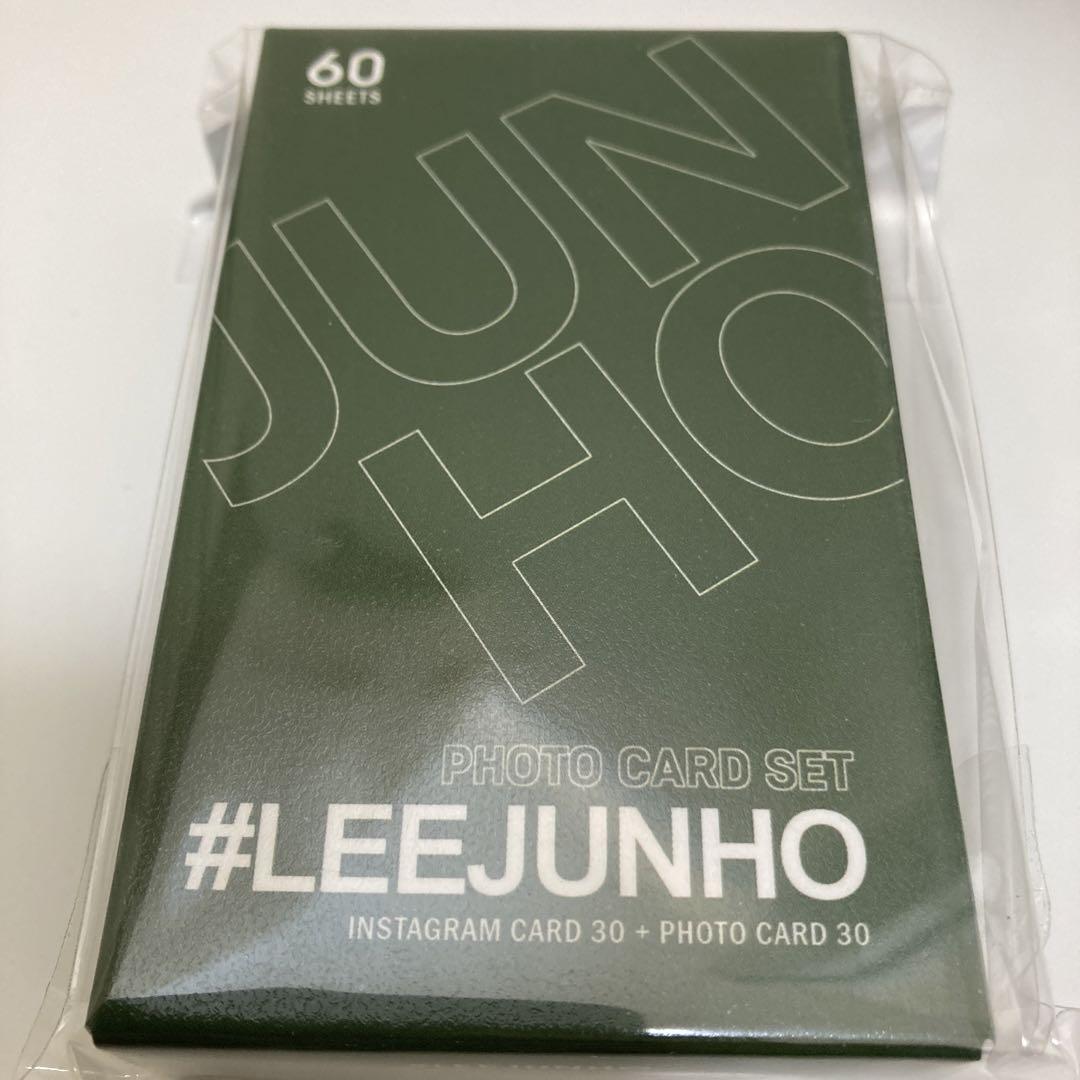 60
SHEETS
JUN
HO
PHOTO CARD SET
#LEEJUNHO
INSTAGRAM CARD 30 + PHOTO CARD 30